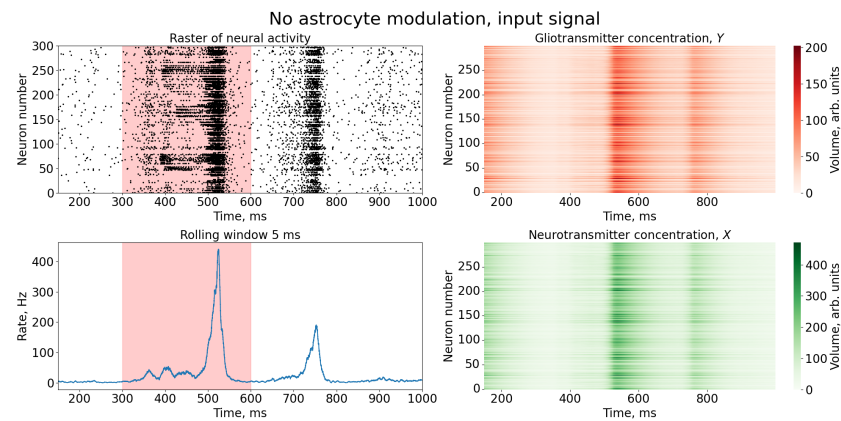 No astrocyte modulation, input signal
Raster of neural activity
Neuron number
300
250
200
150
100
50
0
200 300 400 500 600 700 800 900 1000
Time, ms
Gliotransmitter concentration, Y
Neuron number
250
200
150
100
50
0
200 400 600 800
Time, ms
200
150
100
50
0
Volume, arb. units
Rolling window 5 ms
Rate, Hz
400
300
200
100
0
200 300 400 500 600 700 800 900 1000
Time, ms
Neurotransmitter concentration, X
Neuron number
250
200
150
100
50
0
200 400 600 800
Time, ms
400
300
200
100
0
Volume, arb. units